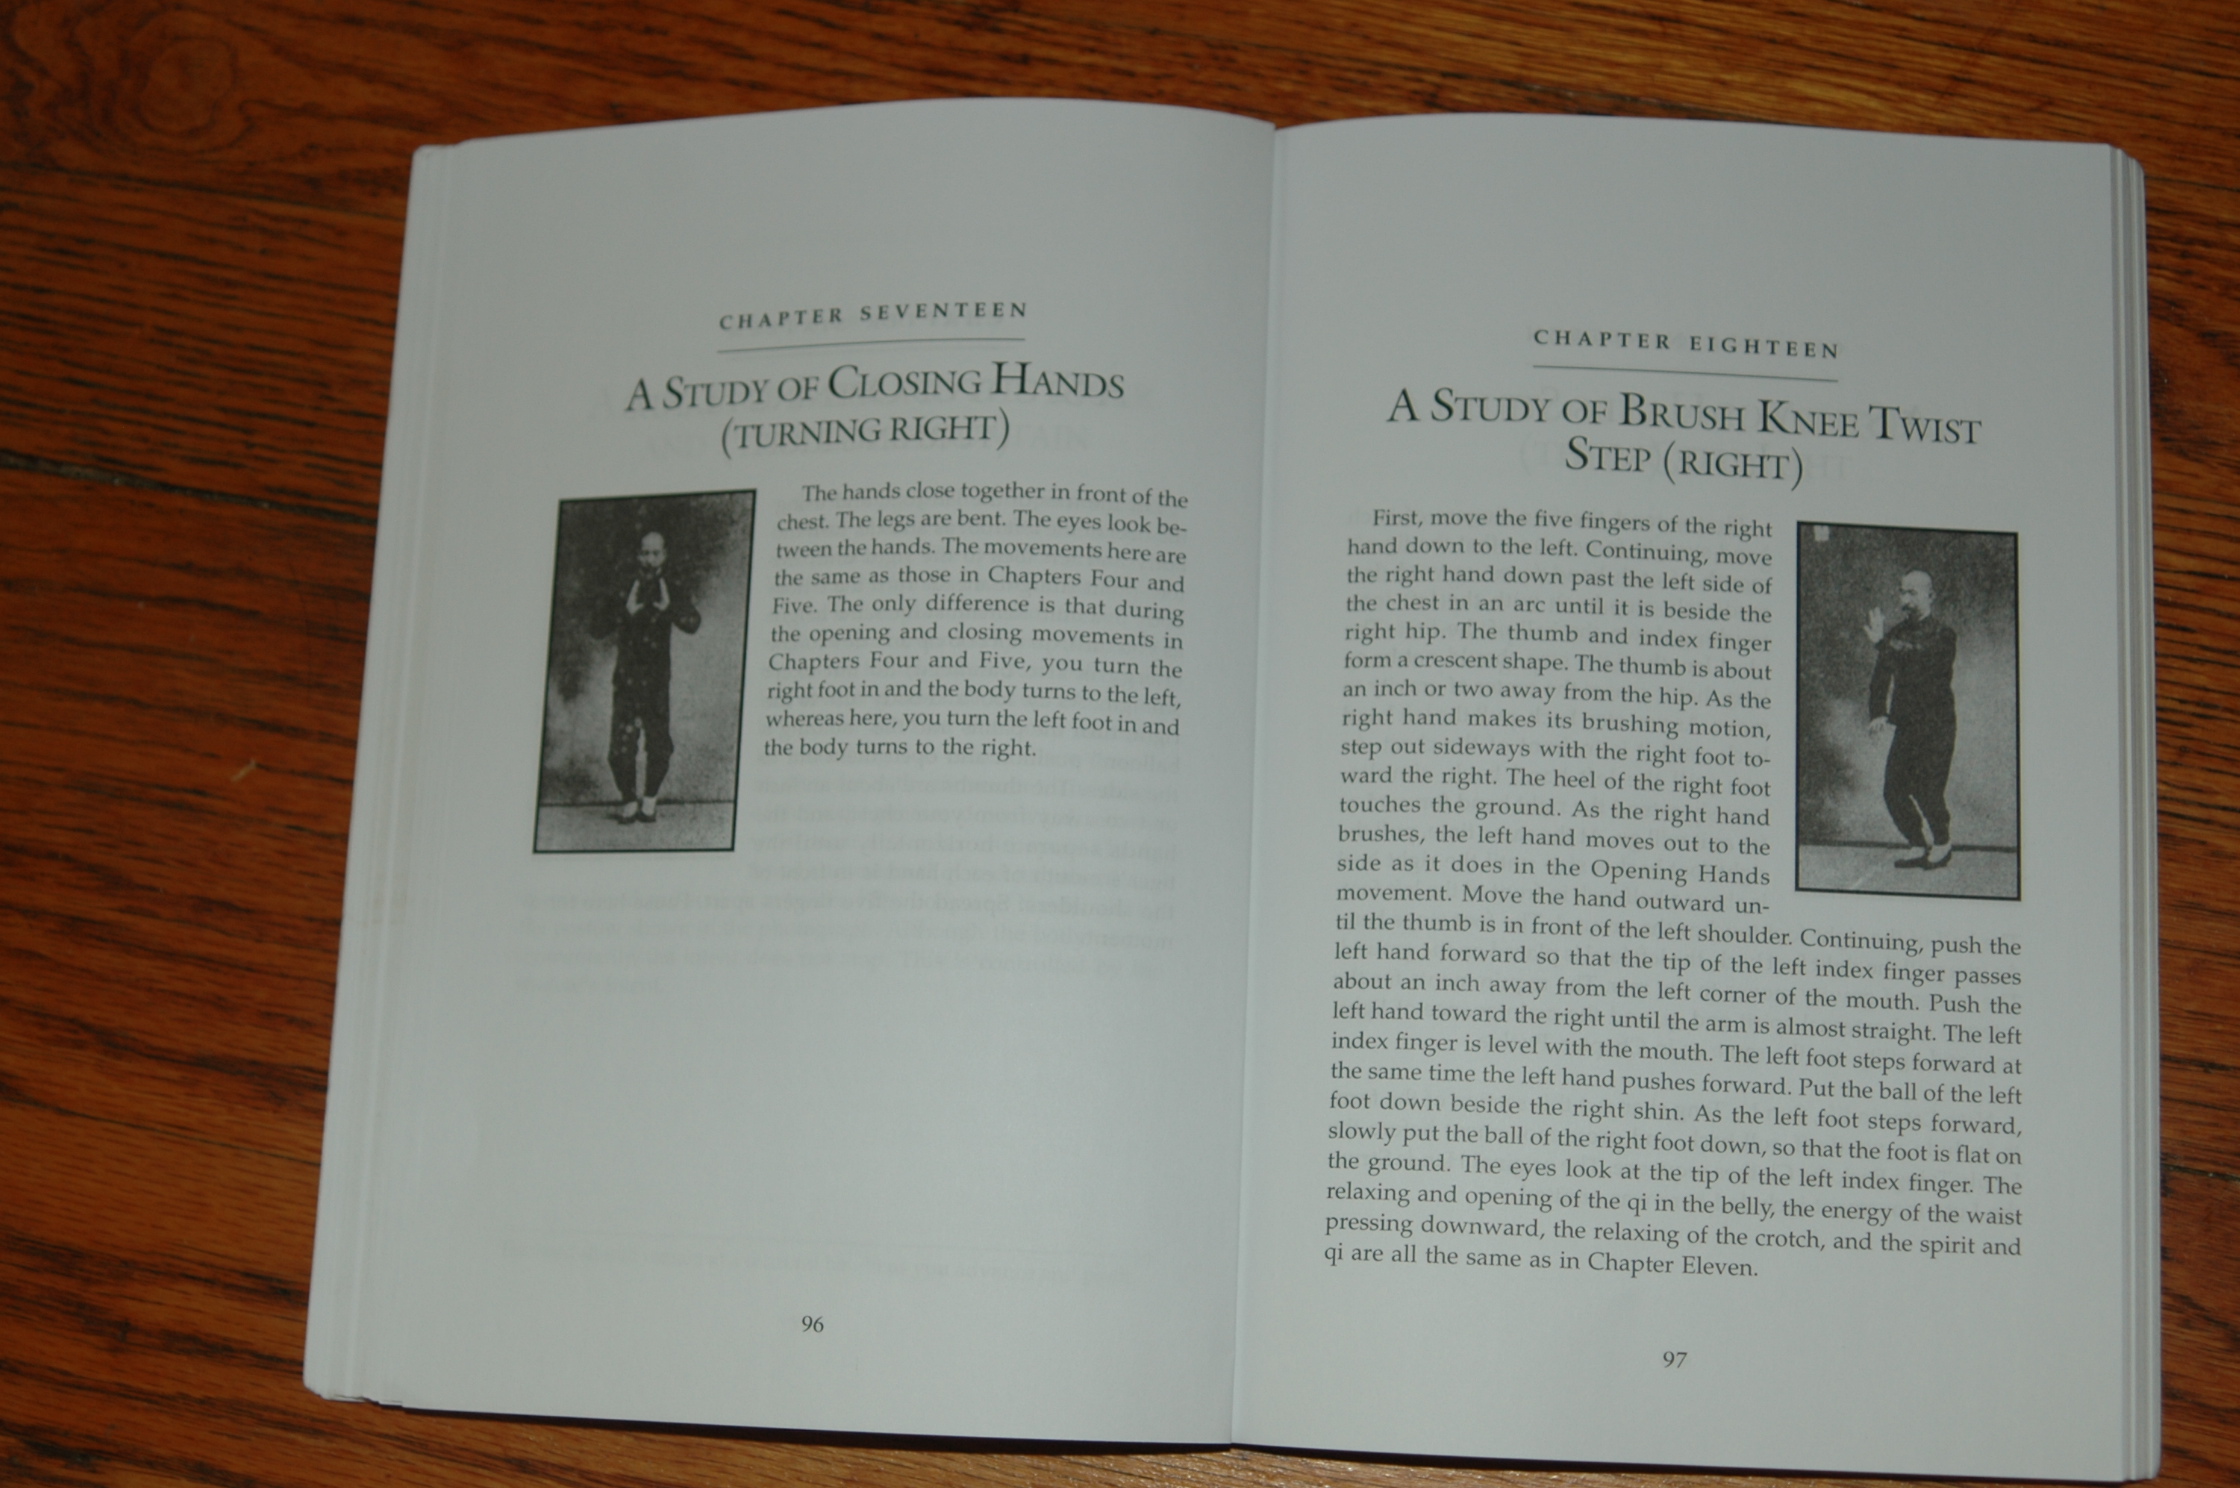 CHAPTER SEVENTEEN
A STUDY OF CLOSING HANDS
(TURNING RIGHT)
The hands close together in front of the
chest. The legs are bent. The eyes look be-
tween the hands. The movements here are
the same as those in Chapters Four and
Five. The only difference is that during
the opening and closing movements in
Chapters Four and Five, you turn the
right foot in and the body turns to the left,
whereas here, you turn the left foot in and
the body turns to the right.
96
CHAPTER EIGHTEEN
A STUDY OF BRUSH KNEE TWIST
STEP (RIGHT)
First, move the five fingers of the right
hand down to the left. Continuing, move
the right hand down past the left side of
the chest in an arc until it is beside the
right hip. The thumb and index finger
form a crescent shape. The thumb is about
an inch or two away from the hip. As the
right hand makes its brushing motion,
step out sideways with the right foot to-
ward the right. The heel of the right foot
touches the ground. As the right hand
brushes, the left hand moves out to the
side as it does in the Opening Hands
movement. Move the hand outward un-
til the thumb is in front of the left shoulder. Continuing, push the
left hand forward so that the tip of the left index finger passes
about an inch away from the left corner of the mouth. Push the
left hand toward the right until the arm is almost straight. The left
index finger is level with the mouth. The left foot steps forward at
the same time the left hand pushes forward. Put the ball of the left
foot down beside the right shin. As the left foot steps forward,
slowly put the ball of the right foot down, so that the foot is flat on
the ground. The eyes look at the tip of the left index finger. The
relaxing and opening of the qi in the belly, the energy of the waist
pressing downward, the relaxing of the crotch, and the spirit and
qi are all the same as in Chapter Eleven.
97